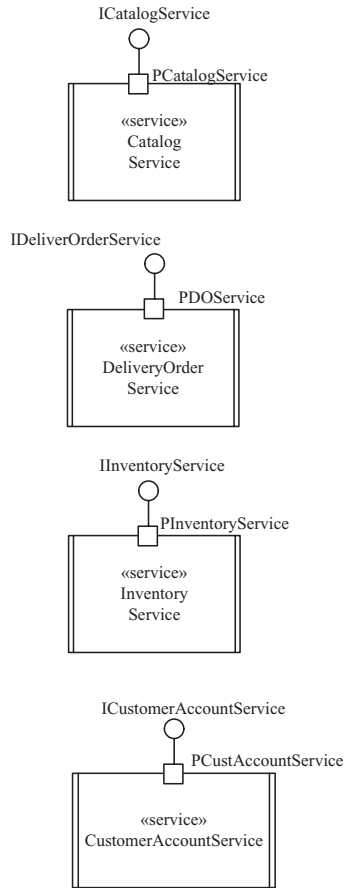 ICatalogService
PCatalogService
«service»
Catalog
Service
IDeliverOrderService
PDOService
«service»
DeliveryOrder
Service
IInventoryService
PInventoryService
«service»
Inventory
Service
ICustomerAccountService
PCustAccountService
«service»
CustomerAccountService